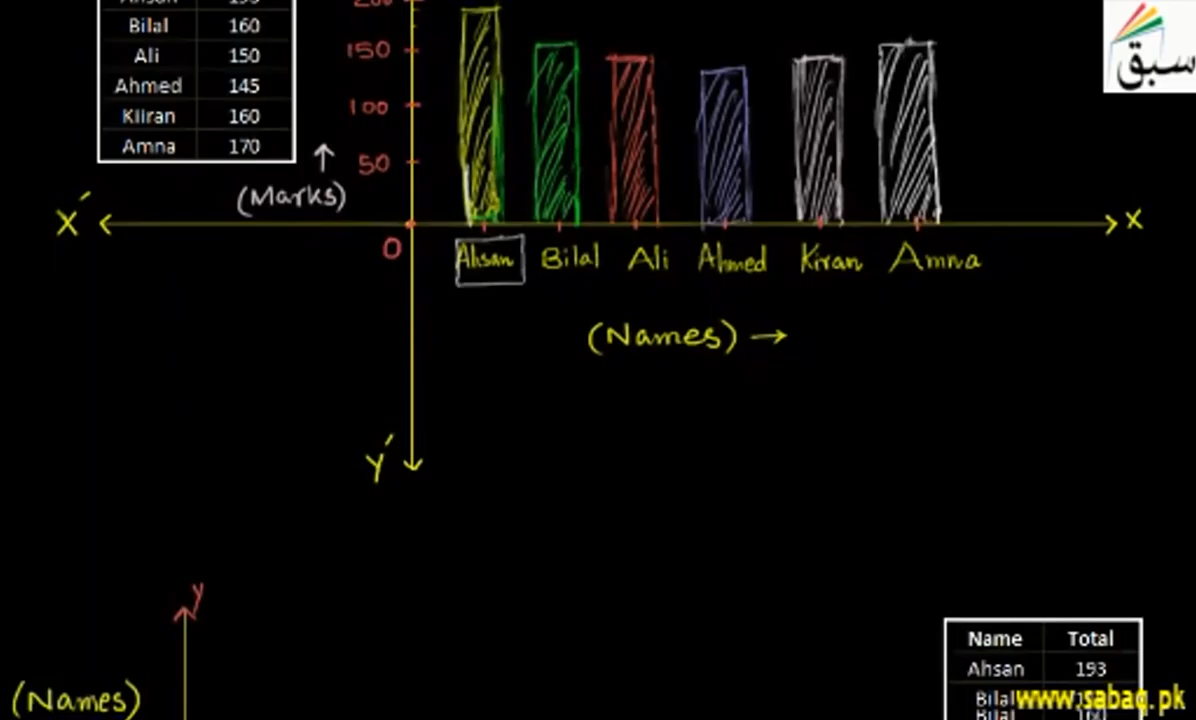 Bilal 160
Ali 150
Ahmed 145
Kiiran 160
Amna 170
150
100
50
(Marks)
X′
X
0
Ahsan Bilal Ali Ahmed Kiran Amna
(Names) →
y′
y
(Names)
Name Total
Ahsan 193
Bilal
www.sabaq.pk
سبق